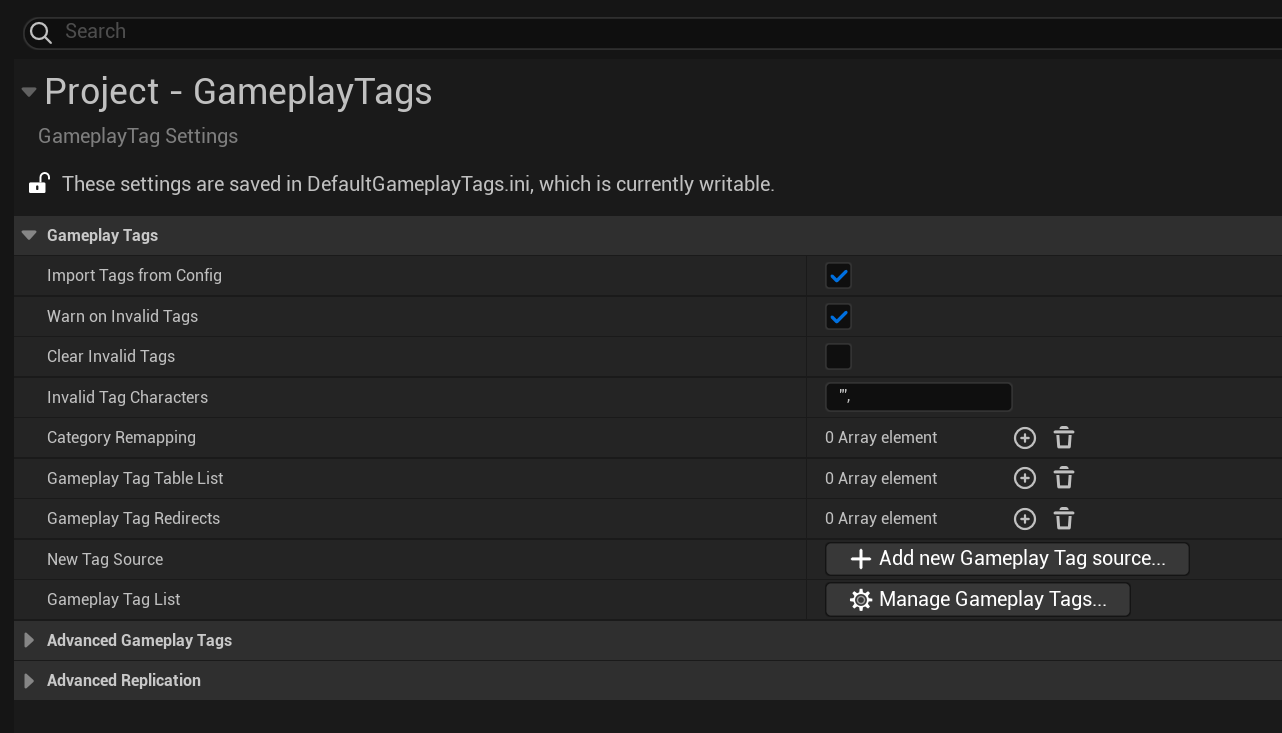 Search
Project - GameplayTags
GameplayTag Settings
These settings are saved in DefaultGameplayTags.ini, which is currently writable.
Gameplay Tags
Import Tags from Config
Warn on Invalid Tags
Clear Invalid Tags
Invalid Tag Characters "',
Category Remapping 0 Array element
Gameplay Tag Table List 0 Array element
Gameplay Tag Redirects 0 Array element
New Tag Source Add new Gameplay Tag source...
Gameplay Tag List Manage Gameplay Tags...
Advanced Gameplay Tags
Advanced Replication